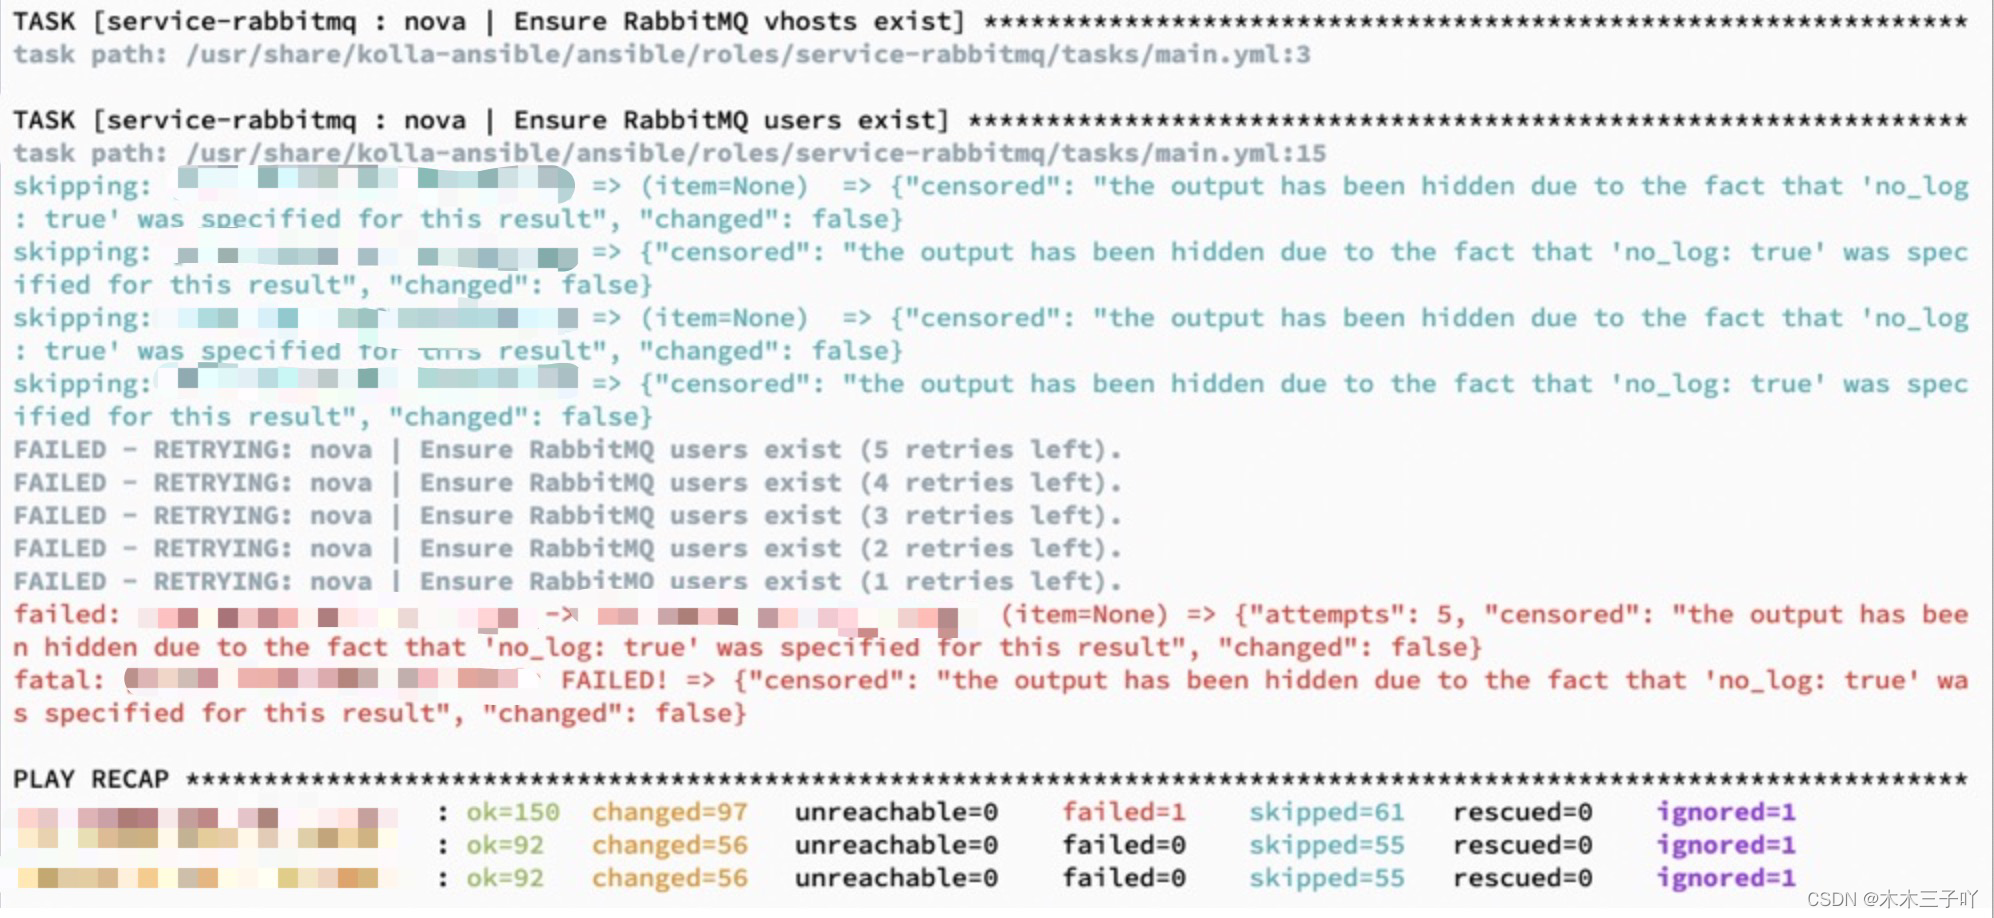 TASK [service-rabbitmq : nova | Ensure RabbitMQ vhosts exist] ***************************************************************
task path: /usr/share/kolla-ansible/ansible/roles/service-rabbitmq/tasks/main.yml:3
TASK [service-rabbitmq : nova | Ensure RabbitMQ users exist] ****************************************************************
task path: /usr/share/kolla-ansible/ansible/roles/service-rabbitmq/tasks/main.yml:15
skipping: => (item=None)  => {"censored": "the output has been hidden due to the fact that 'no_log
: true' was specified for this result", "changed": false}
skipping: => {"censored": "the output has been hidden due to the fact that 'no_log: true' was spec
ified for this result", "changed": false}
skipping: => (item=None)  => {"censored": "the output has been hidden due to the fact that 'no_log
: true' was specified for this result", "changed": false}
skipping: => {"censored": "the output has been hidden due to the fact that 'no_log: true' was spec
ified for this result", "changed": false}
FAILED - RETRYING: nova | Ensure RabbitMQ users exist (5 retries left).
FAILED - RETRYING: nova | Ensure RabbitMQ users exist (4 retries left).
FAILED - RETRYING: nova | Ensure RabbitMQ users exist (3 retries left).
FAILED - RETRYING: nova | Ensure RabbitMQ users exist (2 retries left).
FAILED - RETRYING: nova | Ensure RabbitMQ users exist (1 retries left).
failed: -> (item=None) => {"attempts": 5, "censored": "the output has bee
n hidden due to the fact that 'no_log: true' was specified for this result", "changed": false}
fatal: FAILED! => {"censored": "the output has been hidden due to the fact that 'no_log: true' wa
s specified for this result", "changed": false}
PLAY RECAP ******************************************************************************************************************
: ok=150 changed=97 unreachable=0 failed=1 skipped=61 rescued=0 ignored=1
: ok=92 changed=56 unreachable=0 failed=0 skipped=55 rescued=0 ignored=1
: ok=92 changed=56 unreachable=0 failed=0 skipped=55 rescued=0 ignored=1
CSDN @木木三子吖